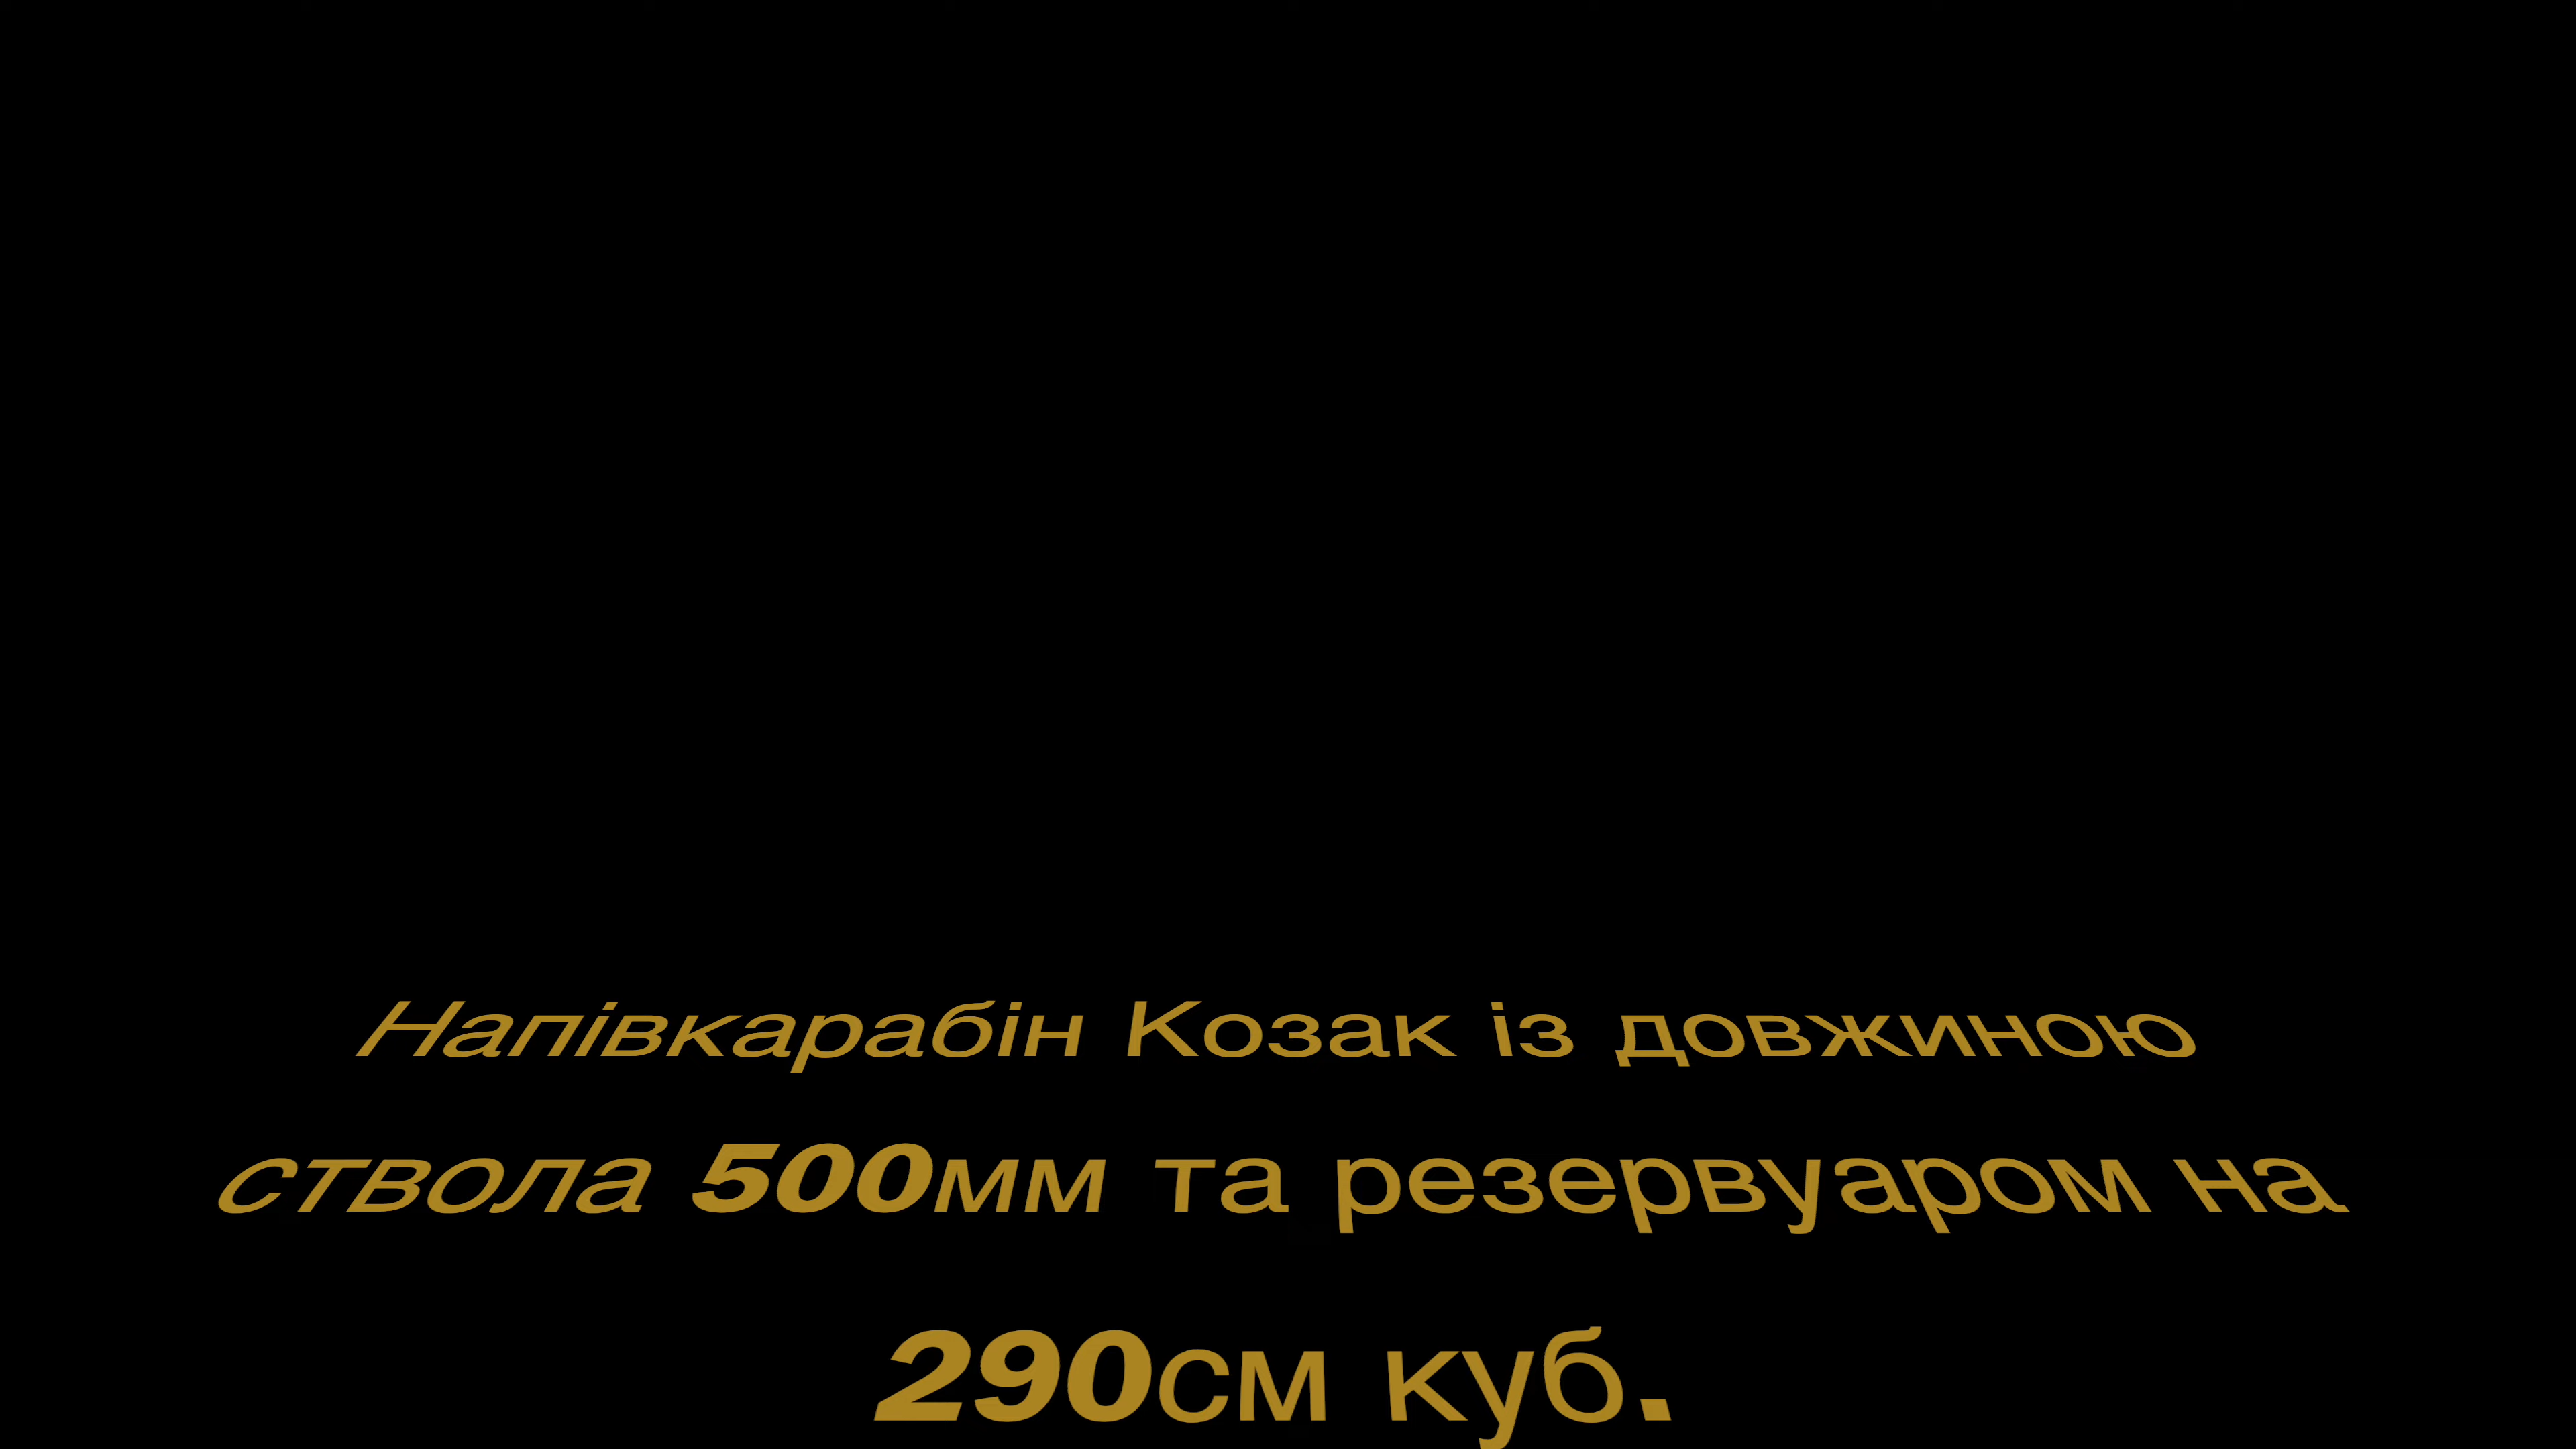 Напівкарабін Козак із довжиною
ствола 500мм та резервуаром на
290см куб.